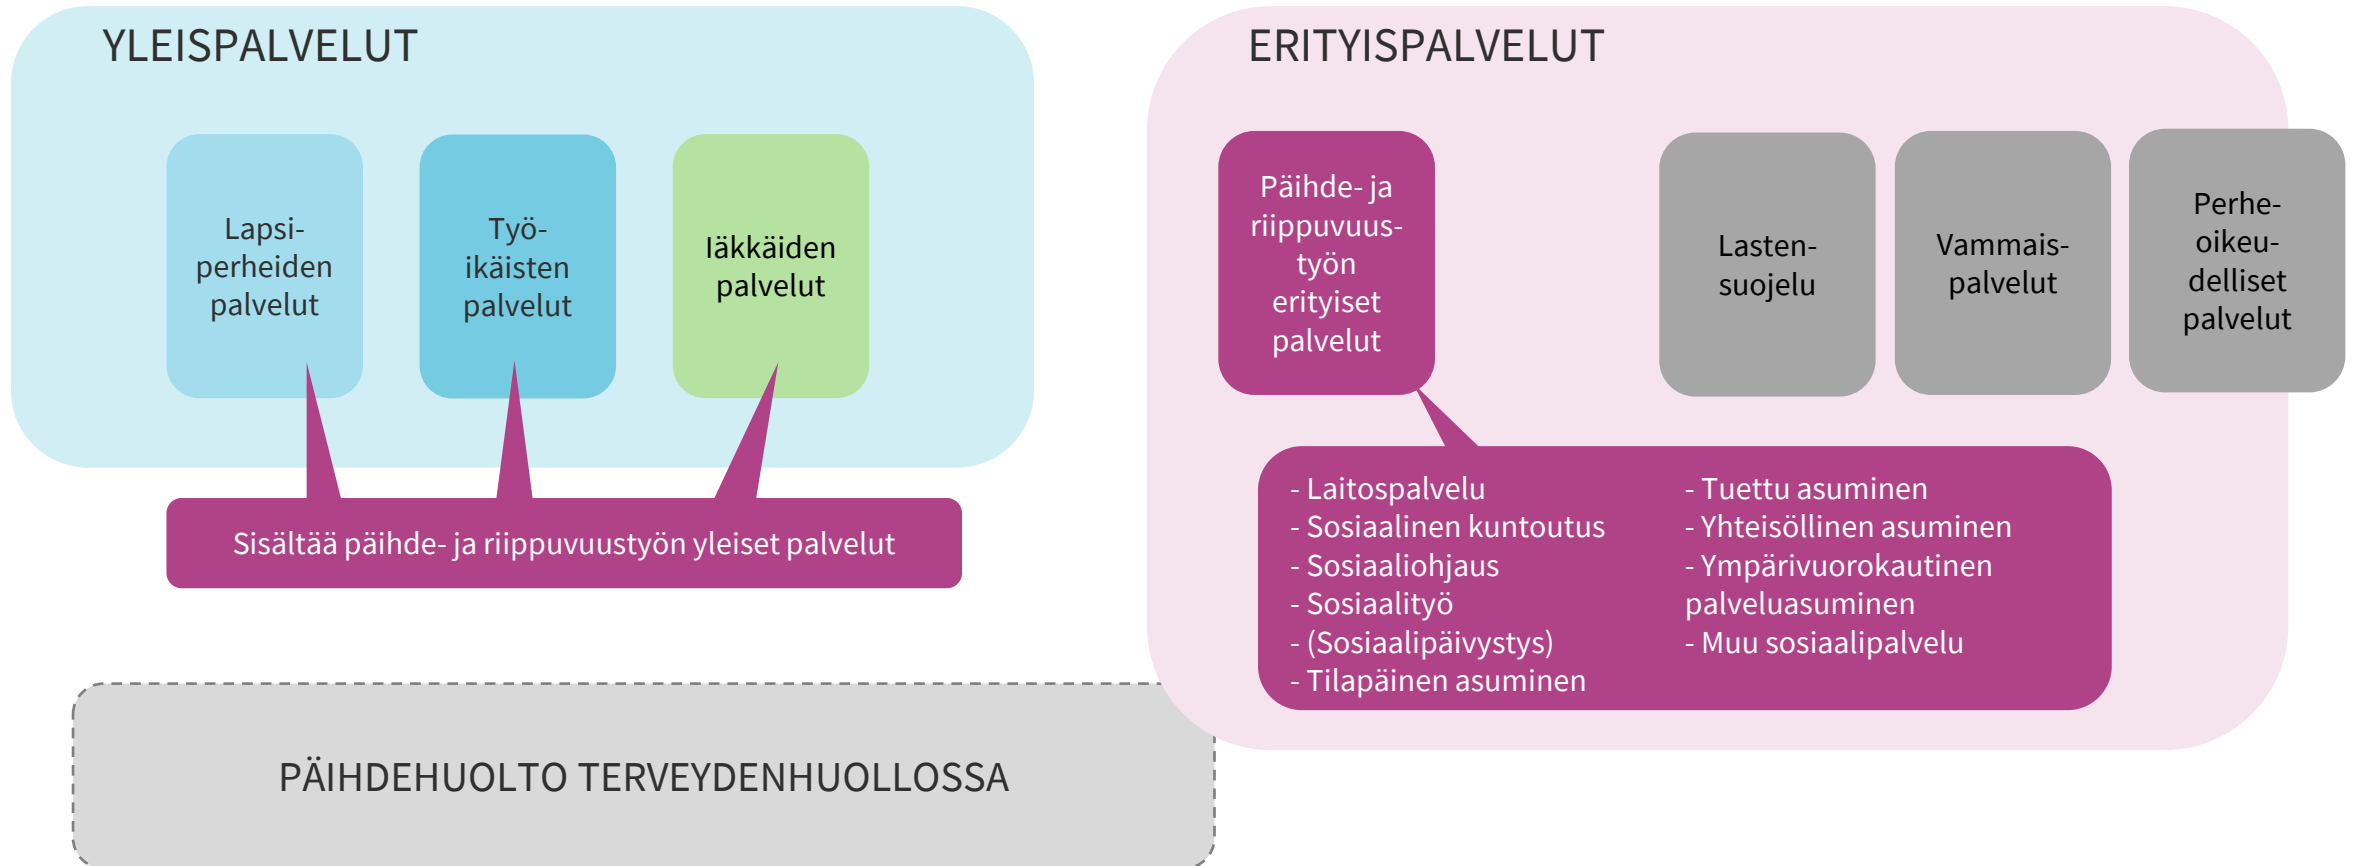 YLEISPALVELUT
Lapsi-
perheiden
palvelut
Työ-
ikäisten
palvelut
Iäkkäiden
palvelut
Sisältää päihde- ja riippuvuustyön yleiset palvelut
ERITYISPALVELUT
Päihde- ja
riippuvuus-
työn
erityiset
palvelut
Lasten-
suojelu
Vammais-
palvelut
Perhe-
oikeu-
delliset
palvelut
- Laitospalvelu
- Sosiaalinen kuntoutus
- Sosiaaliohjaus
- Sosiaalityö
- (Sosiaalipäivystys)
- Tilapäinen asuminen
- Tuettu asuminen
- Yhteisöllinen asuminen
- Ympärivuorokautinen
palveluasuminen
- Muu sosiaalipalvelu
PÄIHDEHUOLTO TERVEYDENHUOLLOSSA